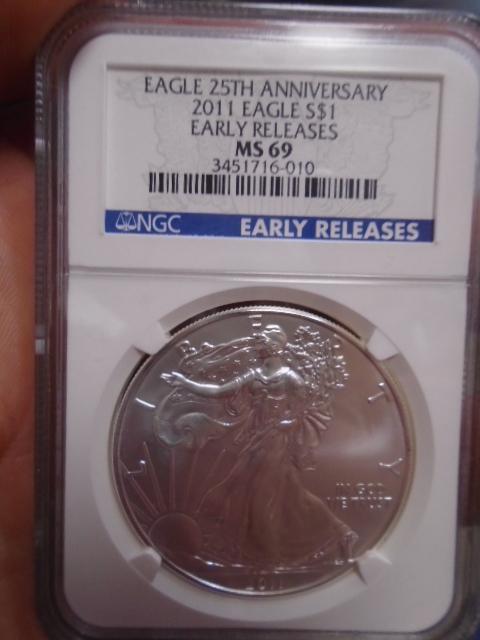 EAGLE 25TH ANNIVERSARY
2011 EAGLE S$1
EARLY RELEASES
MS 69
3451716-010
NGC EARLY RELEASES
LIBERTY
IN GOD
WE TRUST
2011